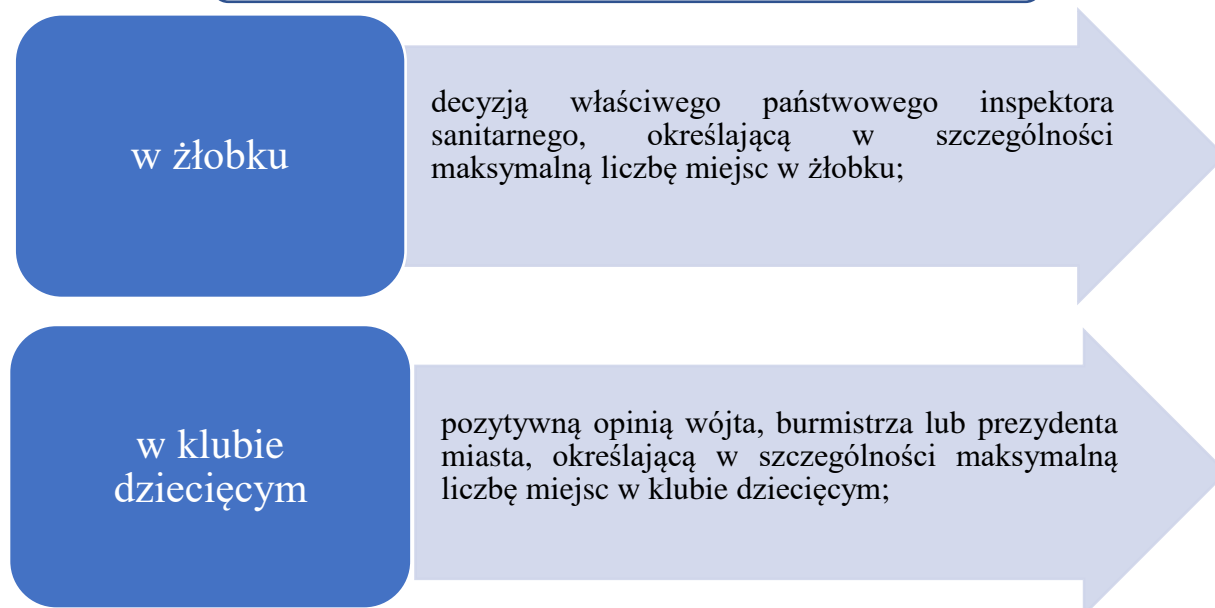 w żłobku
decyzją właściwego państwowego inspektora
sanitarnego, określającą w szczególności
maksymalną liczbę miejsc w żłobku;
w klubie
dziecięcym
pozytywną opinią wójta, burmistrza lub prezydenta
miasta, określającą w szczególności maksymalną
liczbę miejsc w klubie dziecięcym;